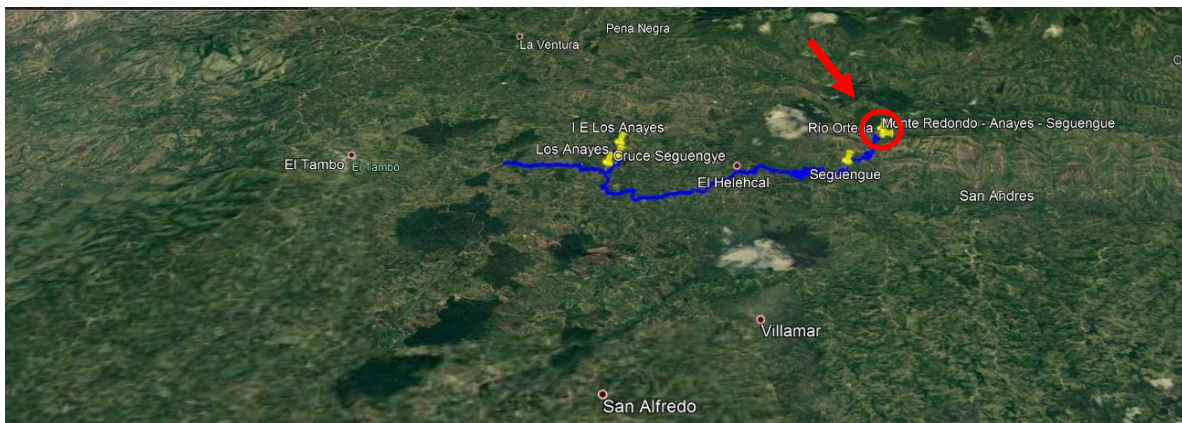 Pena Negra
La Ventura
I E Los Anayes
Río Ortega
Monte Redondo - Anayes - Seguengue
Los Anayes
Cruce Seguengye
El Tambo
El Tambo
El Helehcal
Seguengue
San Andres
Villamar
San Alfredo